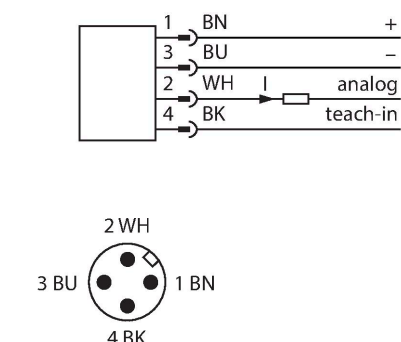 1 BN +
3 BU –
2 WH I analog
4 BK teach-in
2 WH
3 BU 1 BN
4 BK